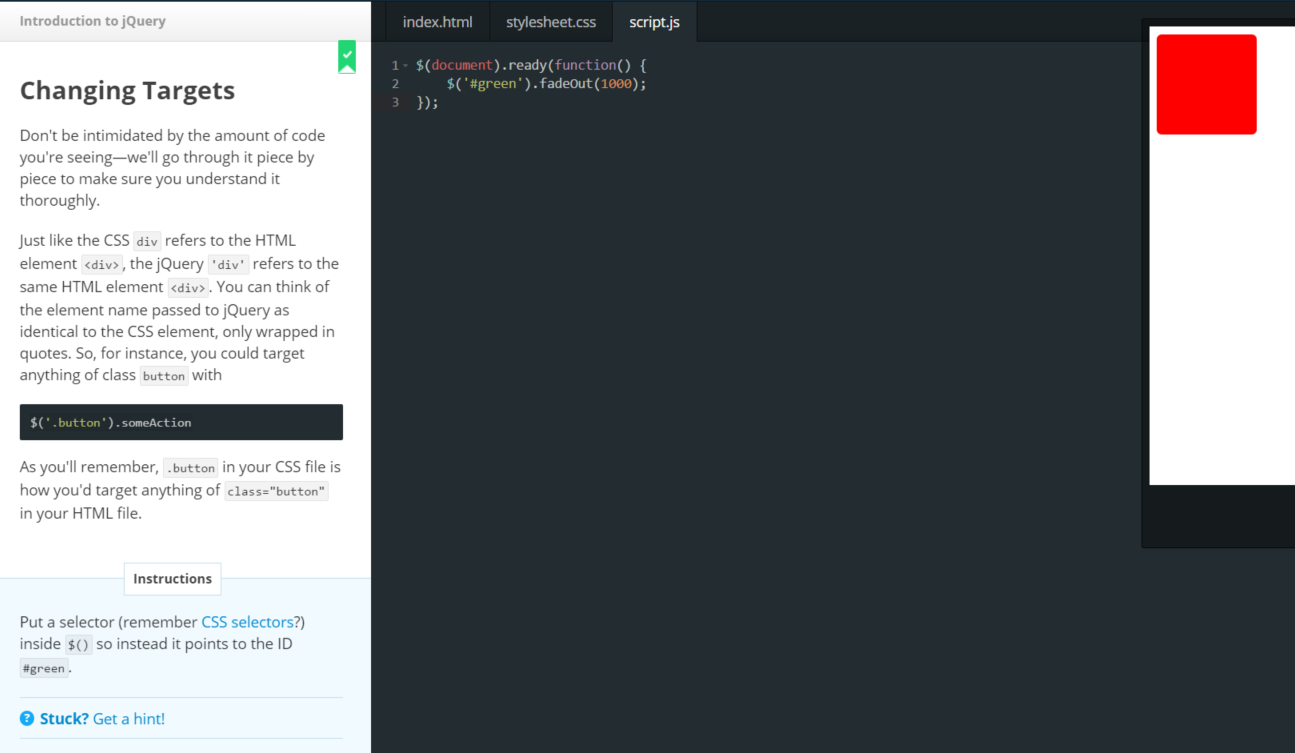 Introduction to jQuery
Changing Targets
Don't be intimidated by the amount of code
you're seeing—we'll go through it piece by
piece to make sure you understand it
thoroughly.
Just like the CSS div refers to the HTML
element <div>, the jQuery 'div' refers to the
same HTML element <div>. You can think of
the element name passed to jQuery as
identical to the CSS element, only wrapped in
quotes. So, for instance, you could target
anything of class button with
$('.button').someAction
As you'll remember, .button in your CSS file is
how you'd target anything of class="button"
in your HTML file.
Instructions
Put a selector (remember CSS selectors?)
inside $() so instead it points to the ID
#green.
? Stuck? Get a hint!
index.html stylesheet.css script.js
1 $(document).ready(function() {
2 $('#green').fadeOut(1000);
3 });